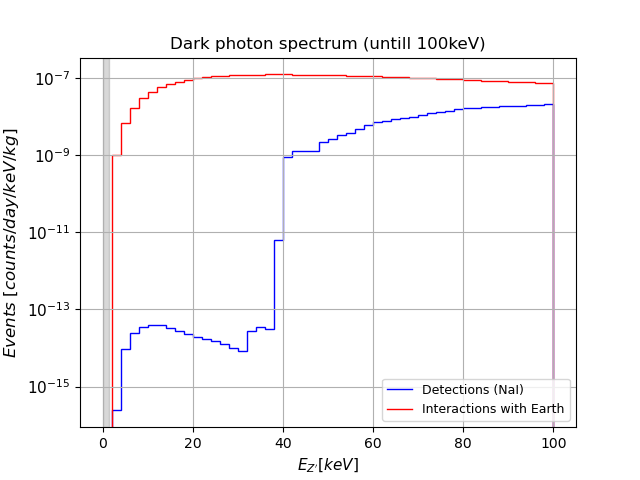 Dark photon spectrum (untill 100keV)
Events [counts/day/keV/kg]
10⁻⁷
10⁻⁹
10⁻¹¹
10⁻¹³
10⁻¹⁵
Detections (NaI)
Interactions with Earth
0 20 40 60 80 100
E_{Z'}[keV]